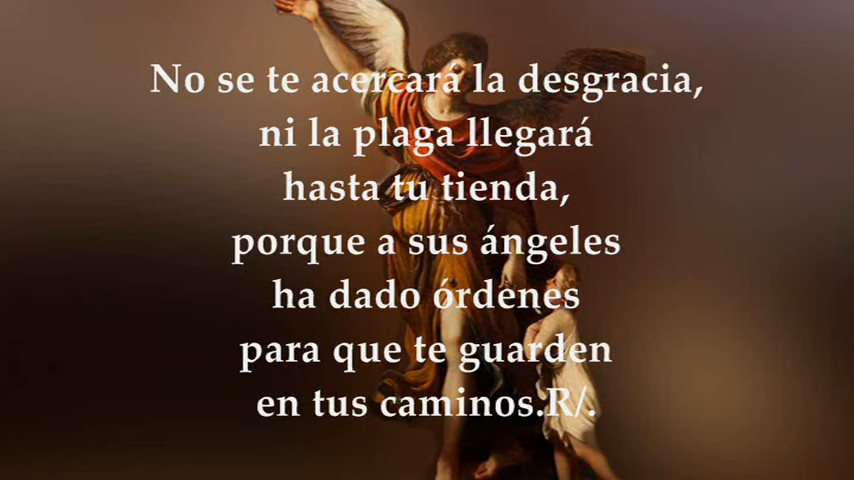 No se te acercará la desgracia,
ni la plaga llegará
hasta tu tienda,
porque a sus ángeles
ha dado órdenes
para que te guarden
en tus caminos.R/.